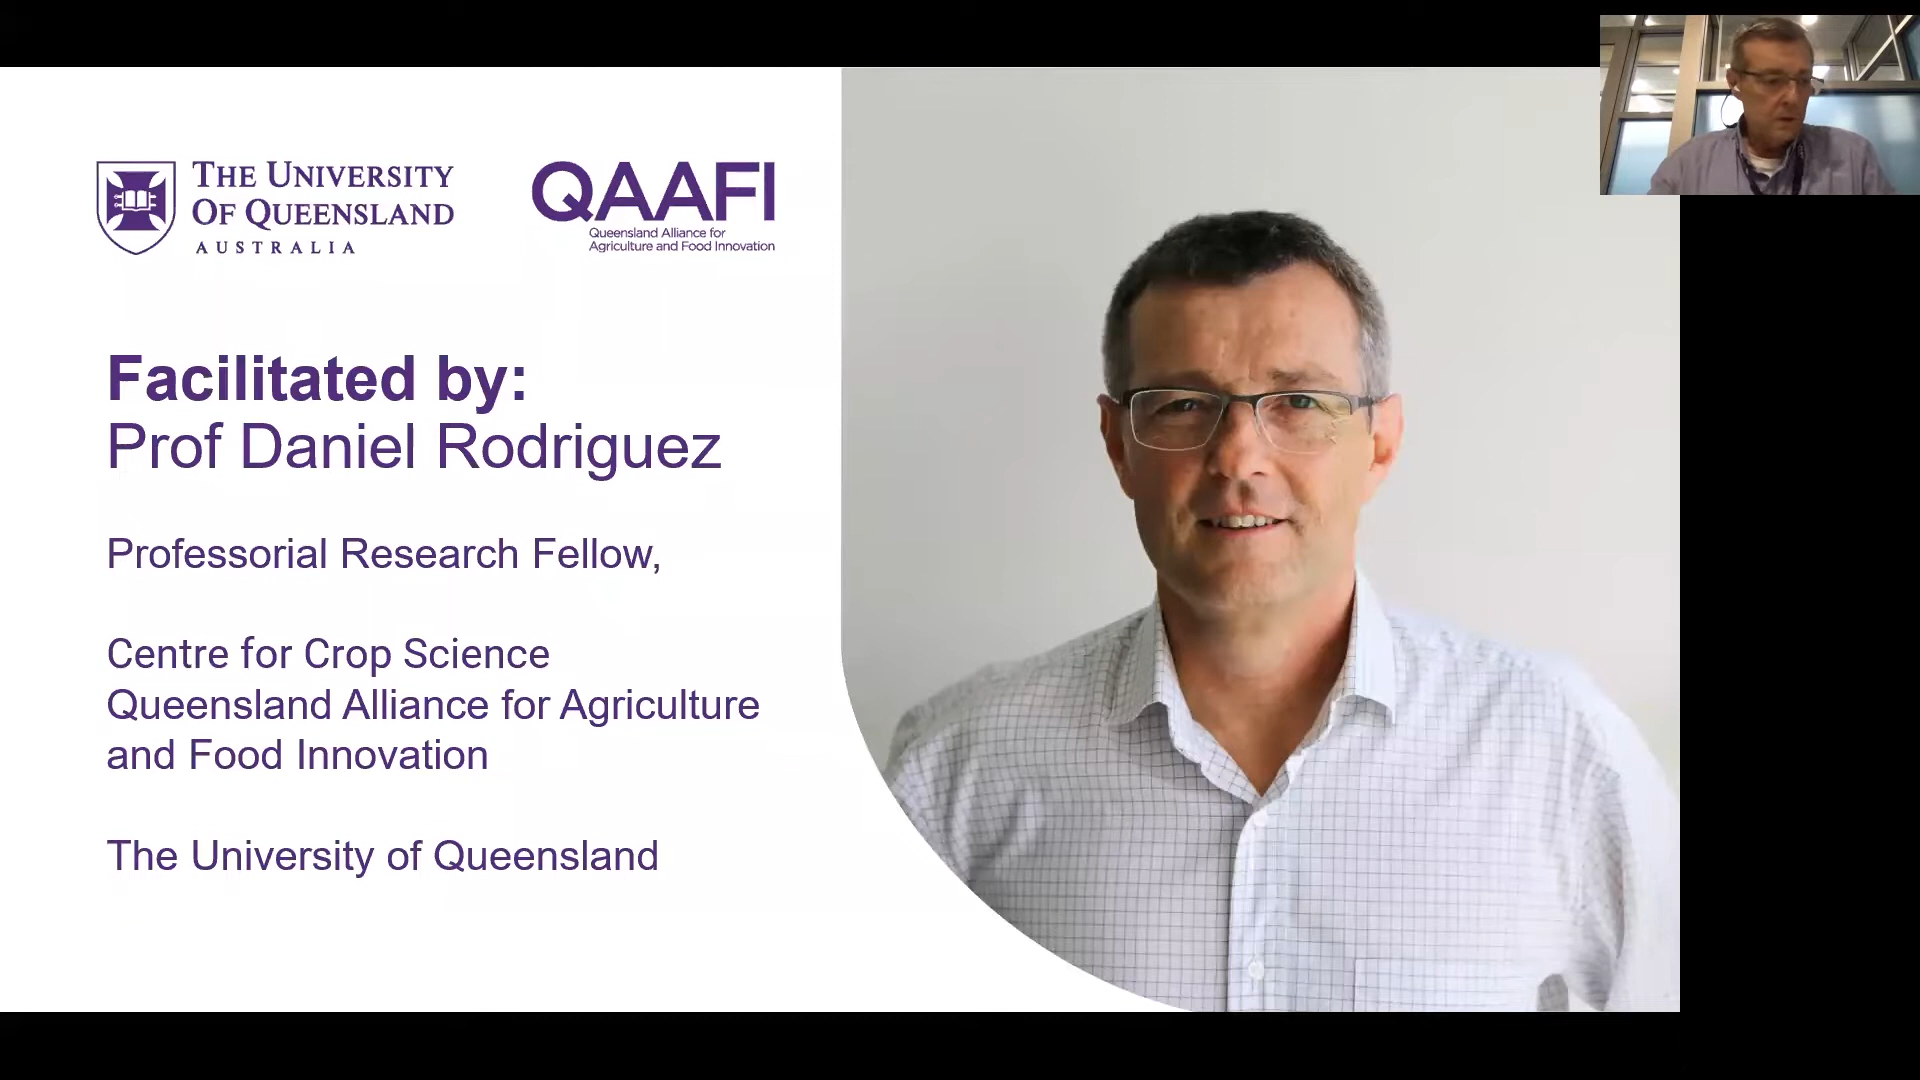 THE UNIVERSITY
OF QUEENSLAND
AUSTRALIA
QAAFI
Queensland Alliance for
Agriculture and Food Innovation
Facilitated by:
Prof Daniel Rodriguez
Professorial Research Fellow,
Centre for Crop Science
Queensland Alliance for Agriculture
and Food Innovation
The University of Queensland